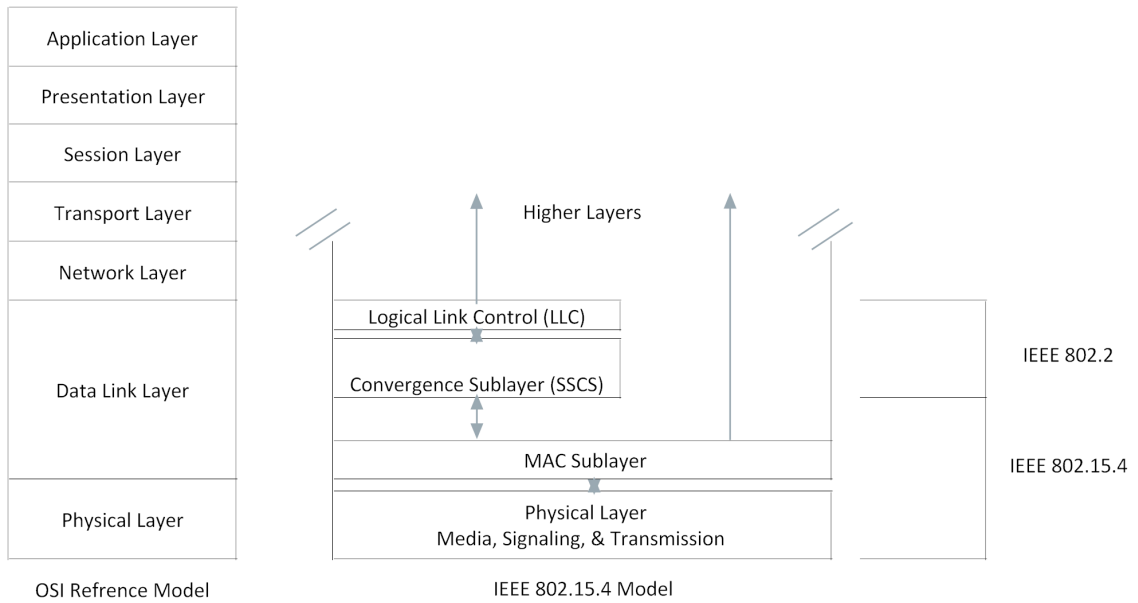 Application Layer
Presentation Layer
Session Layer
Transport Layer
Network Layer
Data Link Layer
Physical Layer
OSI Refrence Model
Higher Layers
Logical Link Control (LLC)
Convergence Sublayer (SSCS)
MAC Sublayer
Physical Layer
Media, Signaling, & Transmission
IEEE 802.15.4 Model
IEEE 802.2
IEEE 802.15.4